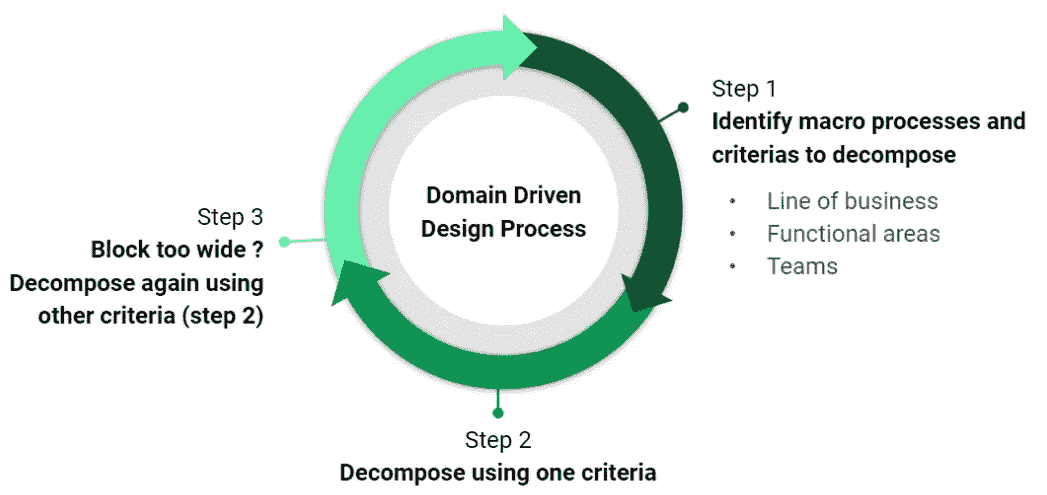 Domain Driven
Design Process
Step 1
Identify macro processes and
criterias to decompose
• Line of business
• Functional areas
• Teams
Step 2
Decompose using one criteria
Step 3
Block too wide ?
Decompose again using
other criteria (step 2)